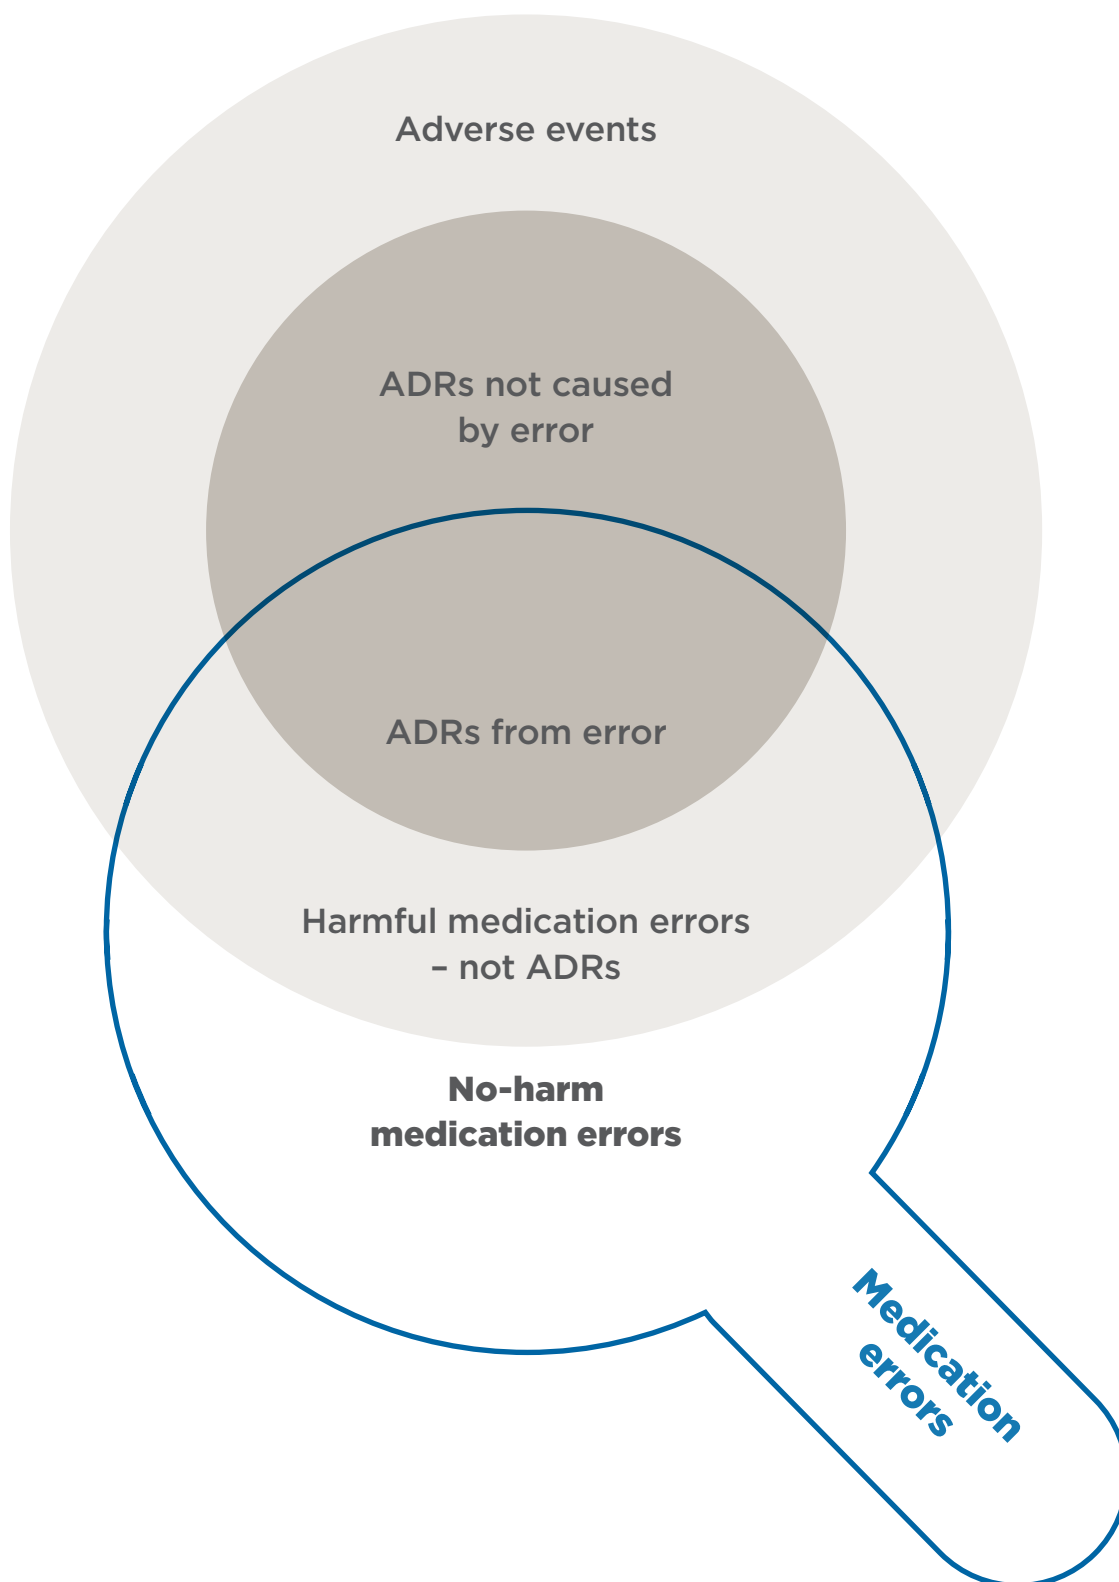 Adverse events
ADRs not caused
by error
ADRs from error
Harmful medication errors
– not ADRs
No-harm
medication errors
Medication
errors